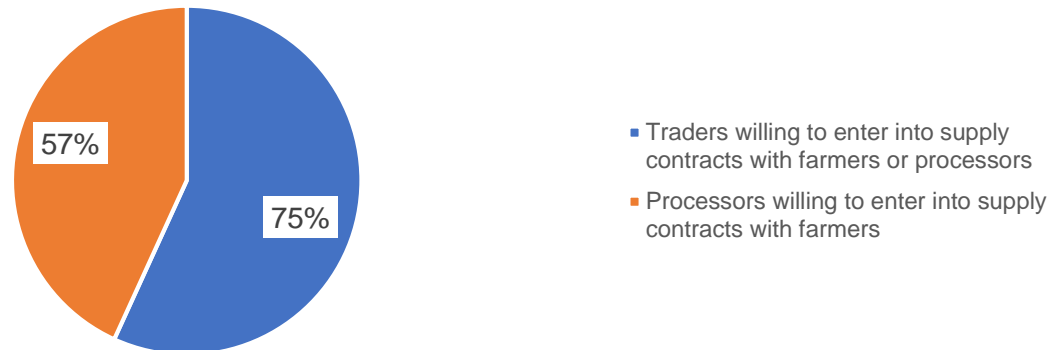 57%
75%
Traders willing to enter into supply
contracts with farmers or processors
Processors willing to enter into supply
contracts with farmers